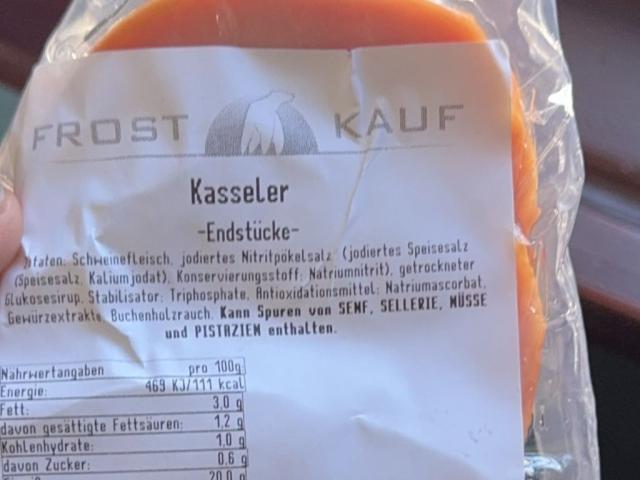 FROST KAUF
Kasseler
-Endstücke-
Schweinefleisch, jodiertes Nitritpökelsalz (jodiertes Speisesalz
(Speisesalz, Kaliumjodat), Konservierungsstoff: Natriumnitrit), getrockneter
Glukosesirup, Stabilisator: Triphosphate, Antioxidationsmittel: Natriumascorbat,
Gewürzextrakte, Buchenholzrauch. Kann Spuren von SENF, SELLERIE, NÜSSE
und PISTAZIEN enthalten.
Nährwertangaben pro 100g
Energie: 469 KJ/111 kcal
Fett: 3,0 g
davon gesättigte Fettsäuren: 1,2 g
Kohlenhydrate: 1,0 g
davon Zucker: 0,6 g
20,0 g